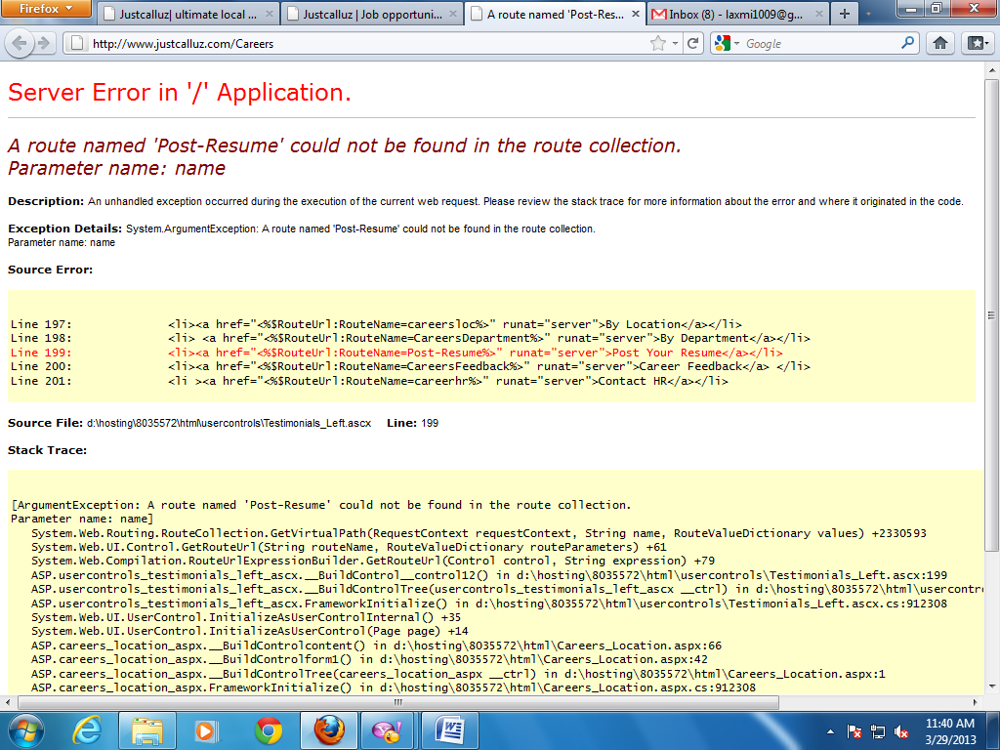 Firefox
Justcalluz| ultimate local ...
Justcalluz | Job opportuni...
A route named 'Post-Res...
Inbox (8) - laxmi1009@g...
http://www.justcalluz.com/Careers
Google
Server Error in '/' Application.
A route named 'Post-Resume' could not be found in the route collection.
Parameter name: name
Description: An unhandled exception occurred during the execution of the current web request. Please review the stack trace for more information about the error and where it originated in the code.
Exception Details: System.ArgumentException: A route named 'Post-Resume' could not be found in the route collection.
Parameter name: name
Source Error:
Line 197: <li><a href="<%$RouteUrl:RouteName=careersloc%>" runat="server">By Location</a></li>
Line 198: <li> <a href="<%$RouteUrl:RouteName=CareersDepartment%>" runat="server">By Department</a></li>
Line 199: <li><a href="<%$RouteUrl:RouteName=Post-Resume%>" runat="server">Post Your Resume</a></li>
Line 200: <li><a href="<%$RouteUrl:RouteName=CareersFeedback%>" runat="server">Career Feedback</a> </li>
Line 201: <li ><a href="<%$RouteUrl:RouteName=careerhr%>" runat="server">Contact HR</a></li>
Source File: d:\hosting\8035572\html\usercontrols\Testimonials_Left.ascx Line: 199
Stack Trace:
[ArgumentException: A route named 'Post-Resume' could not be found in the route collection.
Parameter name: name]
System.Web.Routing.RouteCollection.GetVirtualPath(RequestContext requestContext, String name, RouteValueDictionary values) +2330593
System.Web.UI.Control.GetRouteUrl(String routeName, RouteValueDictionary routeParameters) +61
System.Web.Compilation.RouteUrlExpressionBuilder.GetRouteUrl(Control control, String expression) +79
ASP.usercontrols_testimonials_left_ascx.__BuildControl__control12() in d:\hosting\8035572\html\usercontrols\Testimonials_Left.ascx:199
ASP.usercontrols_testimonials_left_ascx.__BuildControlTree(usercontrols_testimonials_left_ascx __ctrl) in d:\hosting\8035572\html\usercontro
ASP.usercontrols_testimonials_left_ascx.FrameworkInitialize() in d:\hosting\8035572\html\usercontrols\Testimonials_Left.ascx.cs:912308
System.Web.UI.UserControl.InitializeAsUserControlInternal() +35
System.Web.UI.UserControl.InitializeAsUserControl(Page page) +14
ASP.careers_location_aspx.__BuildControlcontent() in d:\hosting\8035572\html\Careers_Location.aspx:66
ASP.careers_location_aspx.__BuildControlform1() in d:\hosting\8035572\html\Careers_Location.aspx:42
ASP.careers_location_aspx.__BuildControlTree(careers_location_aspx __ctrl) in d:\hosting\8035572\html\Careers_Location.aspx:1
ASP.careers_location_aspx.FrameworkInitialize() in d:\hosting\8035572\html\Careers_Location.aspx.cs:912308
11:40 AM
3/29/2013